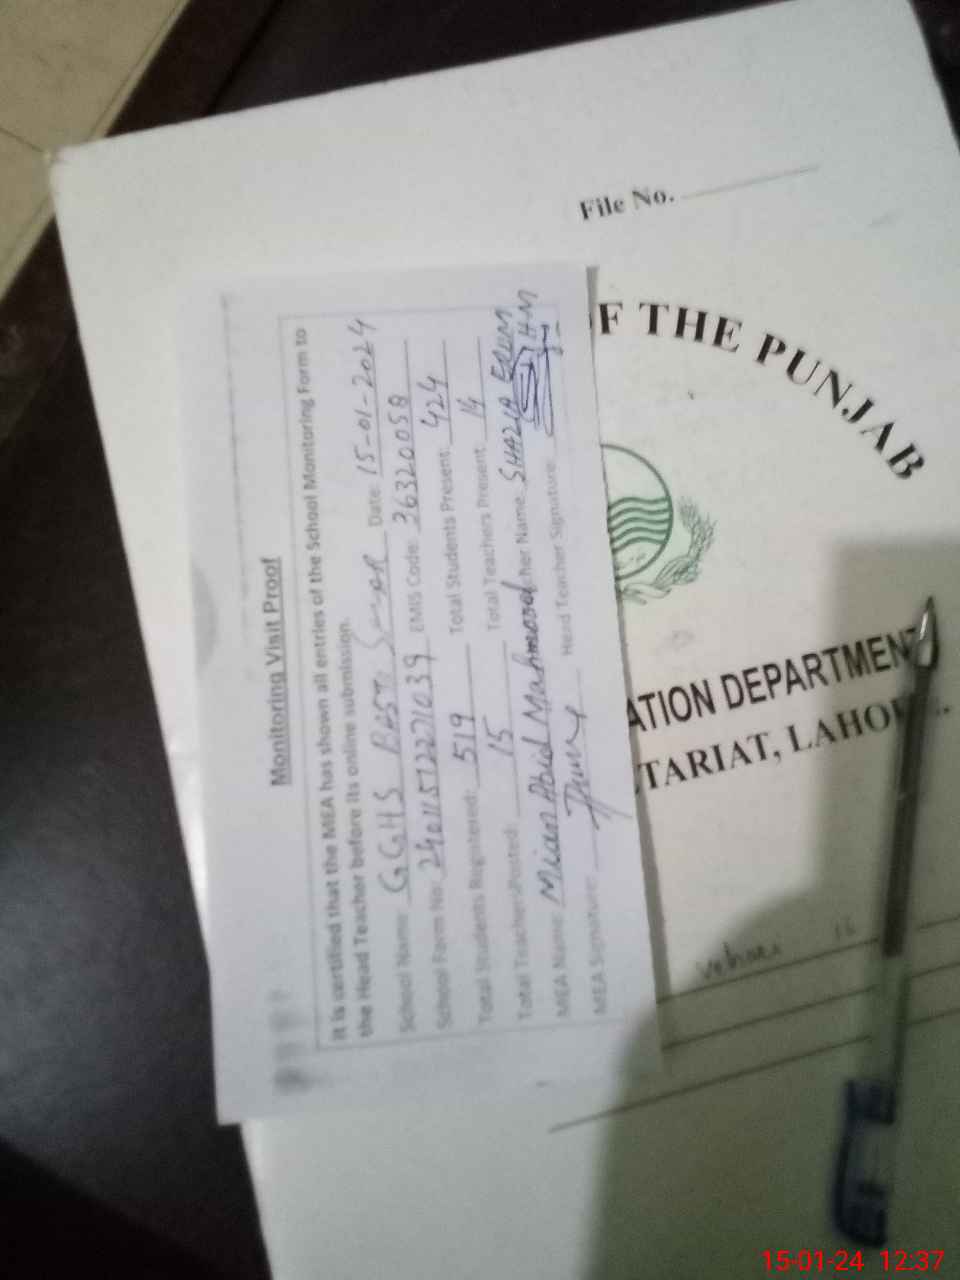 File No.
F THE PUNJAB
ATION DEPARTMENT
TARIAT, LAHO
vehari
Monitoring Visit Proof
It is certified that the MEA has shown all entries of the School Monitoring Form to
the Head Teacher before its online submission.
School Name: GGHS Date: 15-01-2024
School Form No: EMIS Code: 36320058
Total Students Registered: 519 Total Students Present: 424
Total Teachers Posted: 15 Total Teachers Present 14
MEA Name: Mian Abid Mahmood cher Name: SHAZIA
MEA Signature: Head Teacher Signature:
15-01-24 12:37